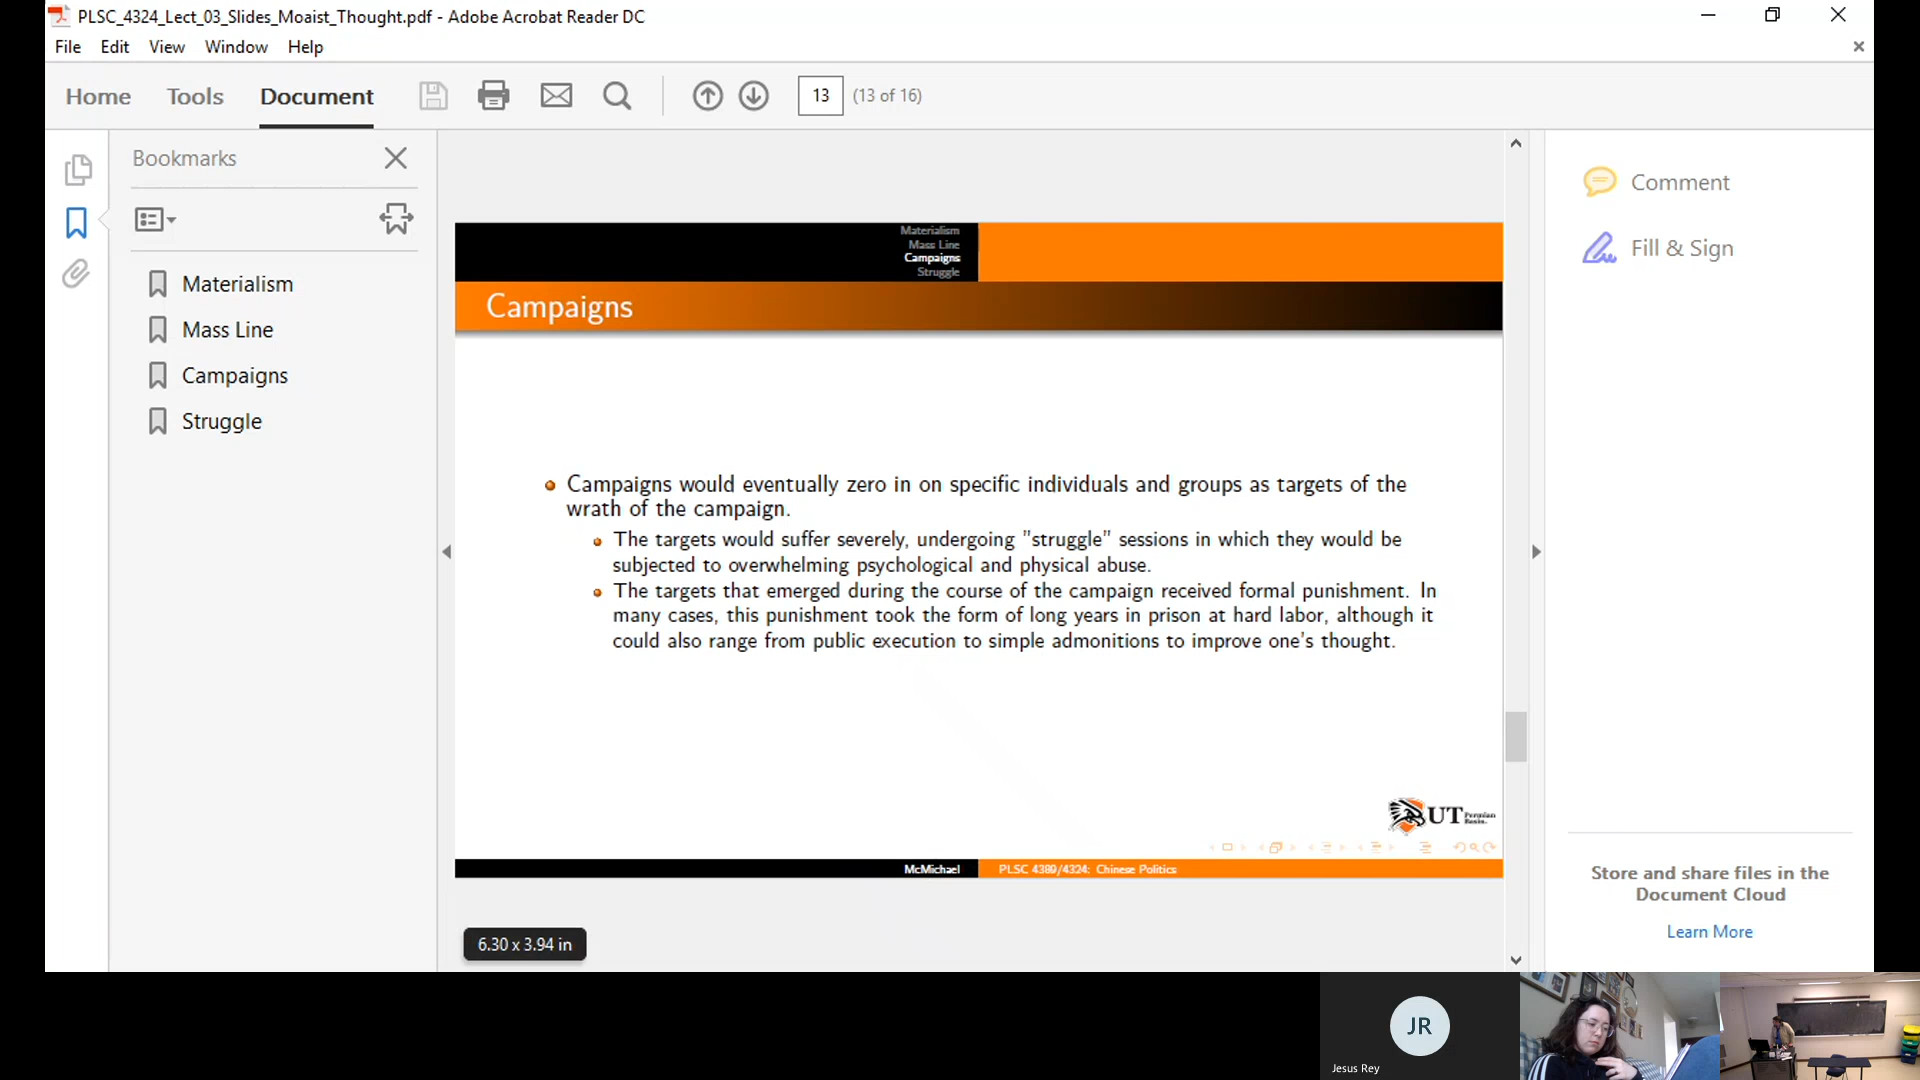 PLSC_4324_Lect_03_Slides_Moaist_Thought.pdf - Adobe Acrobat Reader DC
File Edit View Window Help
Home Tools Document 13 (13 of 16)
Bookmarks
Materialism
Mass Line
Campaigns
Struggle
Materialism
Mass Line
Campaigns
Struggle
Campaigns
Campaigns would eventually zero in on specific individuals and groups as targets of the
wrath of the campaign.
The targets would suffer severely, undergoing "struggle" sessions in which they would be
subjected to overwhelming psychological and physical abuse.
The targets that emerged during the course of the campaign received formal punishment. In
many cases, this punishment took the form of long years in prison at hard labor, although it
could also range from public execution to simple admonitions to improve one's thought.
UT Permian
Basin.
McMichael PLSC 4389/4324: Chinese Politics
6.30 x 3.94 in
Comment
Fill & Sign
Store and share files in the
Document Cloud
Learn More
JR
Jesus Rey